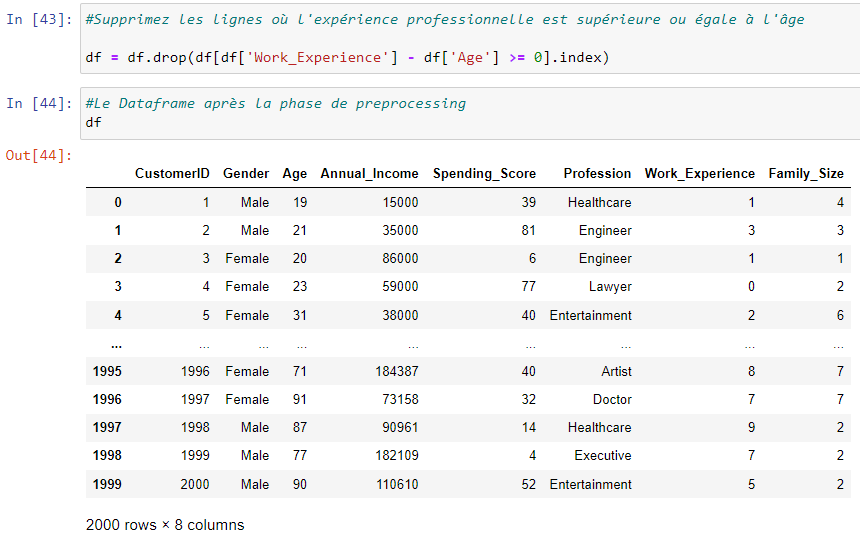 In [43]: #Supprimez les lignes où l'expérience professionnelle est supérieure ou égale à l'âge
df = df.drop(df[df['Work_Experience'] - df['Age'] >= 0].index)
In [44]: #Le Dataframe après la phase de preprocessing
df
Out[44]:
CustomerID Gender Age Annual_Income Spending_Score Profession Work_Experience Family_Size
0 1 Male 19 15000 39 Healthcare 1 4
1 2 Male 21 35000 81 Engineer 3 3
2 3 Female 20 86000 6 Engineer 1 1
3 4 Female 23 59000 77 Lawyer 0 2
4 5 Female 31 38000 40 Entertainment 2 6
... ... ... ... ... ... ... ... ...
1995 1996 Female 71 184387 40 Artist 8 7
1996 1997 Female 91 73158 32 Doctor 7 7
1997 1998 Male 87 90961 14 Healthcare 9 2
1998 1999 Male 77 182109 4 Executive 7 2
1999 2000 Male 90 110610 52 Entertainment 5 2
2000 rows × 8 columns